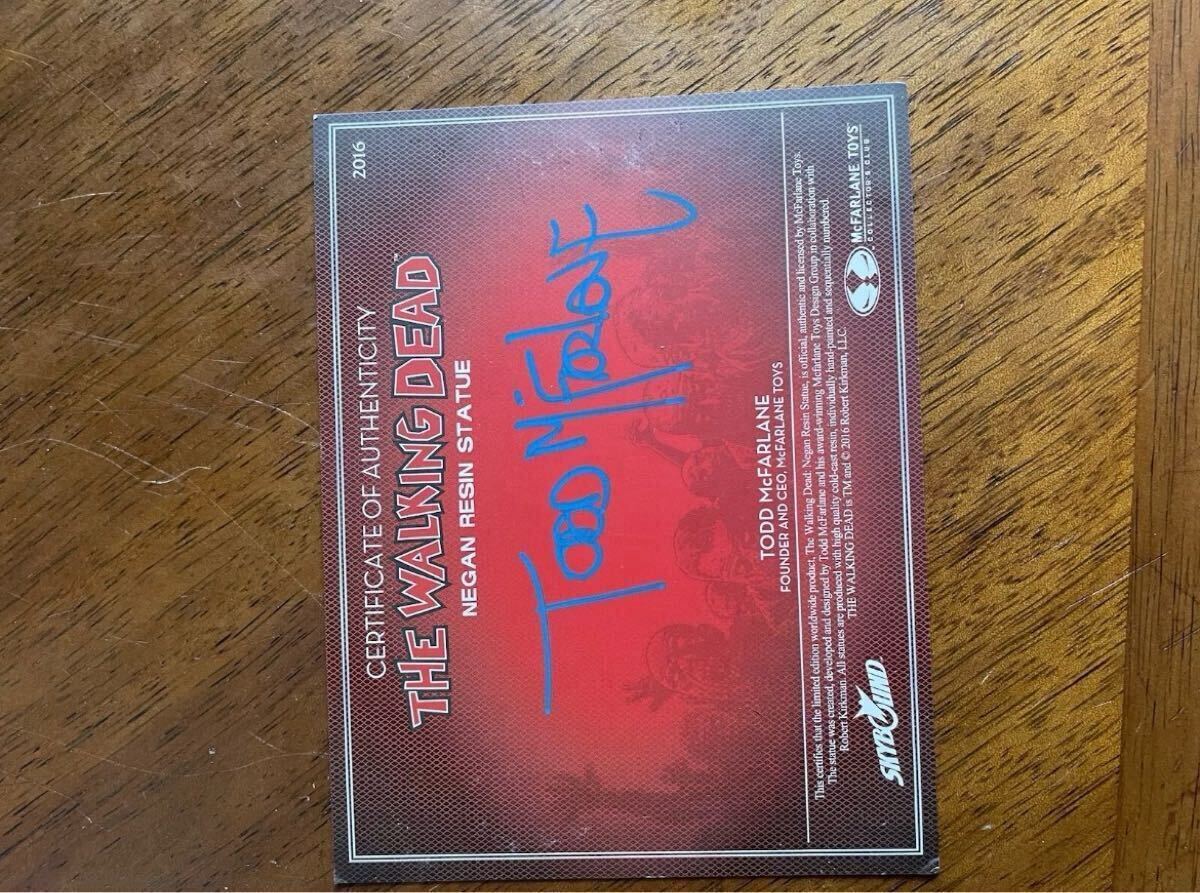 2016
CERTIFICATE OF AUTHENTICITY
THE WALKING DEAD™
NEGAN RESIN STATUE
TODD McFARLANE
TODD McFARLANE
FOUNDER AND CEO, McFARLANE TOYS
This certifies that the limited edition worldwide product, The Walking Dead: Negan Resin Statue, is official, authentic and licensed by McFarlane Toys.
The statue was created, developed and designed by Todd McFarlane and his award-winning Mcfarlane Toys Design Group in collaboration with
Robert Kirkman. All statues are produced with high quality cold-cast resin, individually hand-painted and sequentially numbered.
THE WALKING DEAD is TM and © 2016 Robert Kirkman, LLC.
SKYBOUND
McFARLANE TOYS™
COLLECTOR'S CLUB